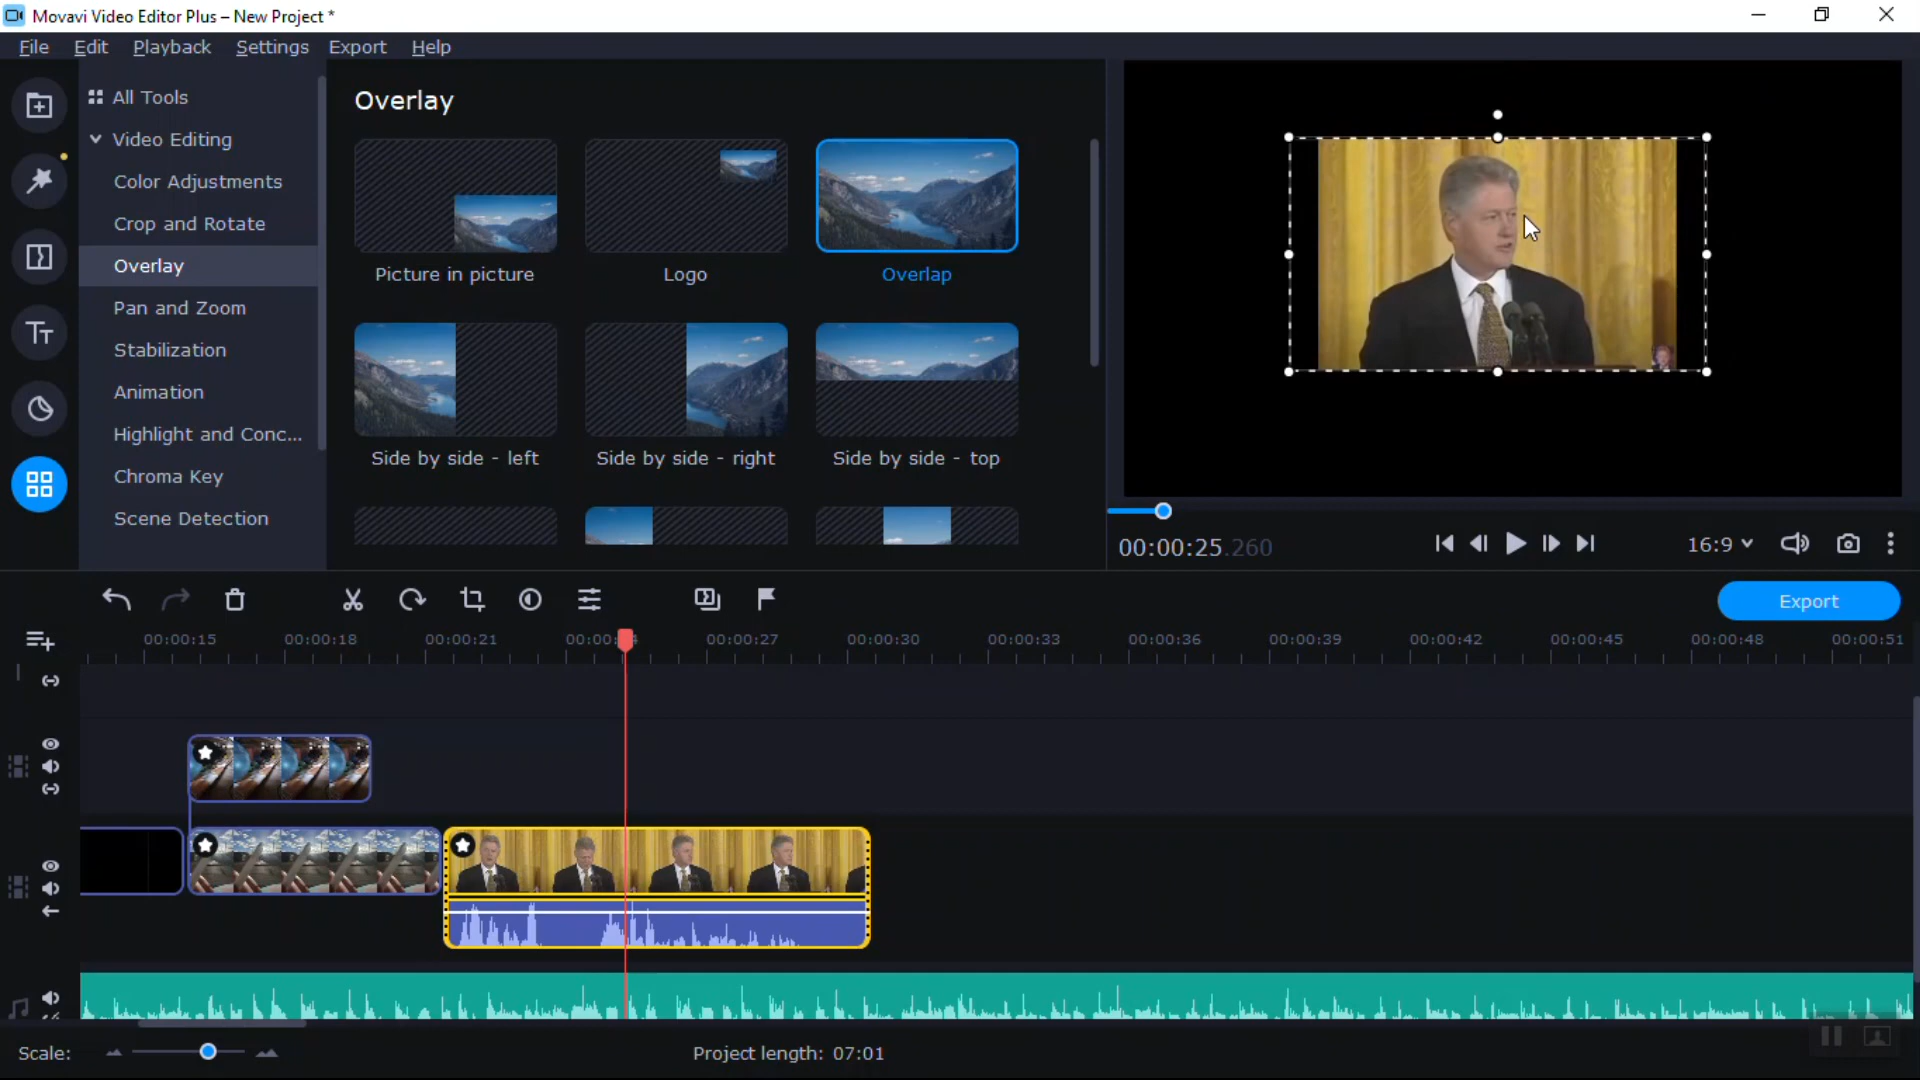 Movavi Video Editor Plus – New Project *
File Edit Playback Settings Export Help
All Tools
Video Editing
Color Adjustments
Crop and Rotate
Overlay
Pan and Zoom
Stabilization
Animation
Highlight and Conc...
Chroma Key
Scene Detection
Overlay
Picture in picture Logo Overlap
Side by side - left Side by side - right Side by side - top
00:00:25.260
16:9
Export
00:00:15 00:00:18 00:00:21 00:00: 4 00:00:27 00:00:30 00:00:33 00:00:36 00:00:39 00:00:42 00:00:45 00:00:48 00:00:51
Scale:
Project length: 07:01